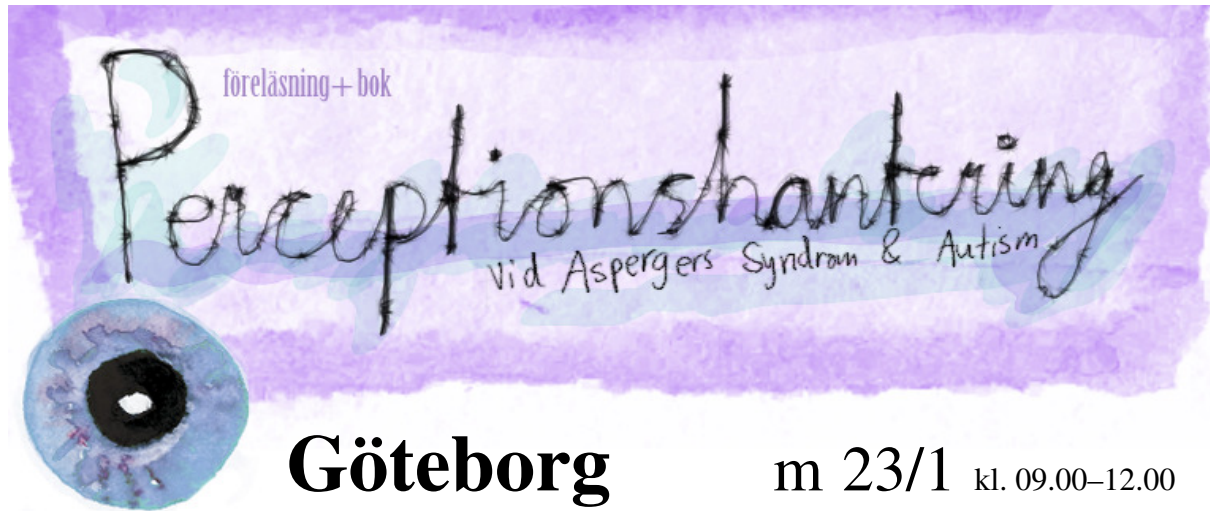 föreläsning + bok
Perceptionshantering
vid Aspergers Syndrom & Autism
Göteborg m 23/1 kl. 09.00–12.00